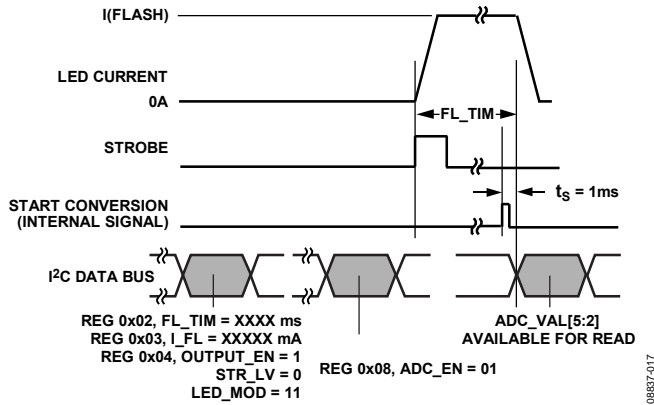 I(FLASH)
LED CURRENT
0A
FL_TIM
STROBE
START CONVERSION
(INTERNAL SIGNAL)
tS = 1ms
I2C DATA BUS
REG 0x02, FL_TIM = XXXX ms
REG 0x03, I_FL = XXXXX mA
REG 0x04, OUTPUT_EN = 1
STR_LV = 0
LED_MOD = 11
REG 0x08, ADC_EN = 01
ADC_VAL[5:2]
AVAILABLE FOR READ
08837-017